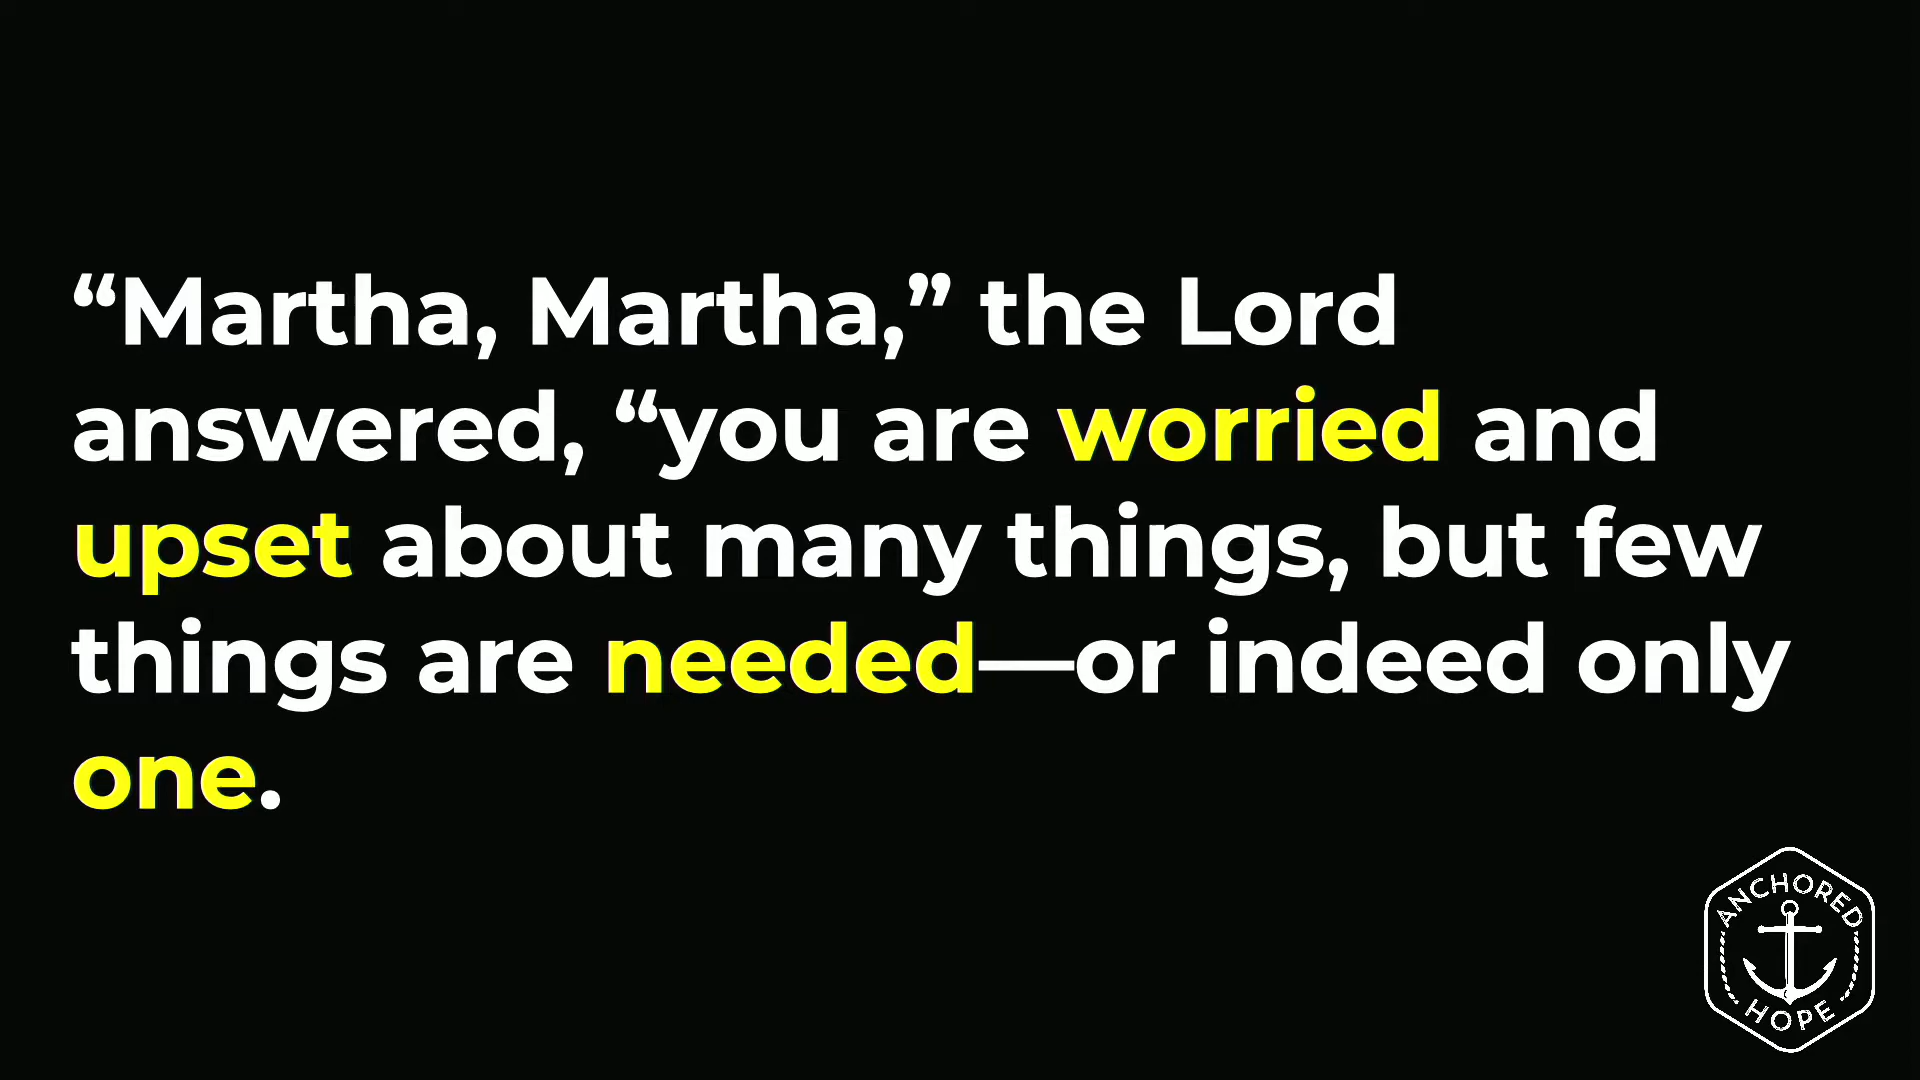 “Martha, Martha,” the Lord
answered, “you are worried and
upset about many things, but few
things are needed—or indeed only
one.
ANCHORED
HOPE